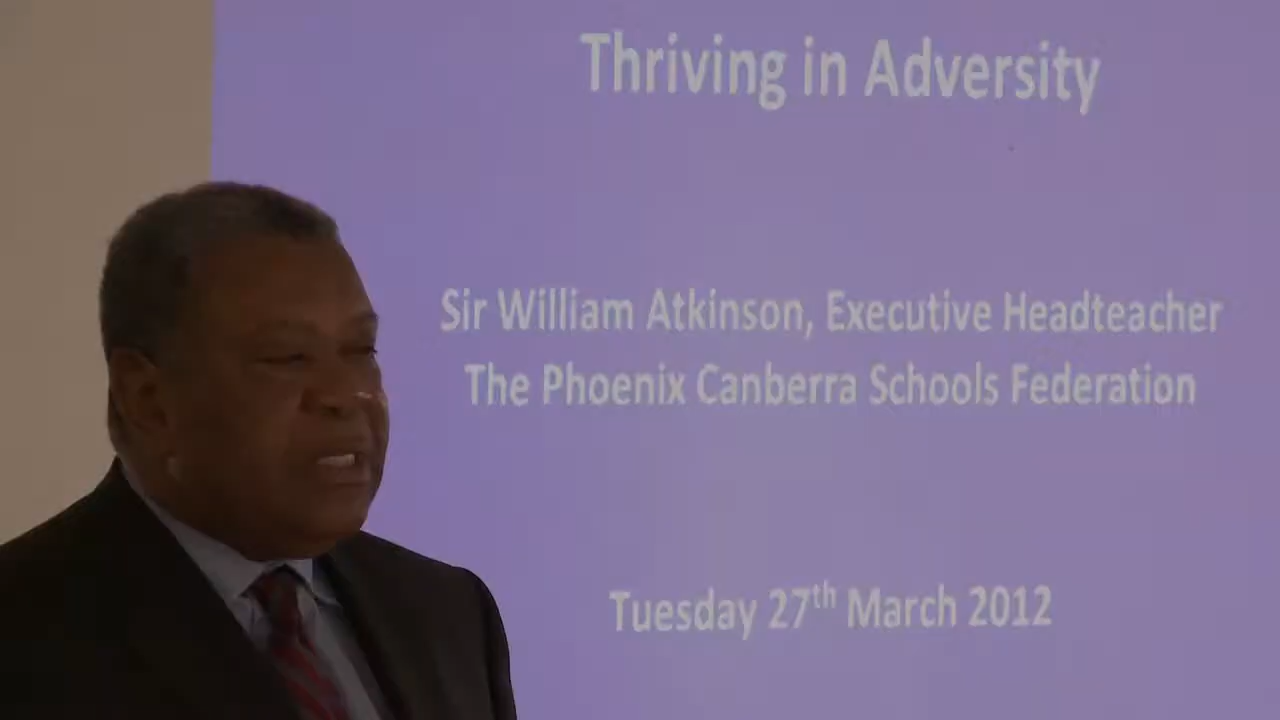 Thriving in Adversity
Sir William Atkinson, Executive Headteacher
The Phoenix Canberra Schools Federation
Tuesday 27th March 2012